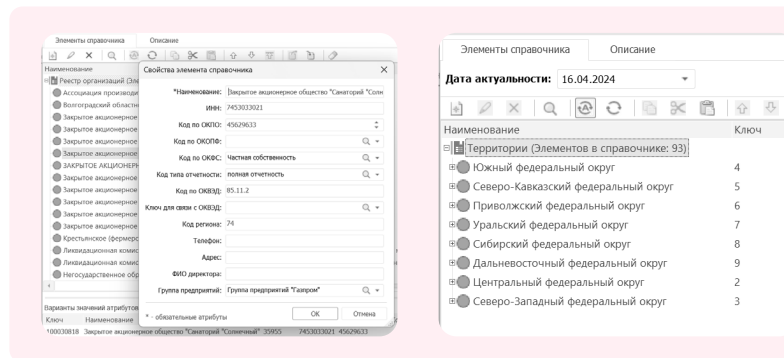 Элементы справочника Описание
Наименование
Реестр организаций (Эле
Ассоциация производи
Волгоградский областн
Закрытое акционерное
Закрытое акционерное
Закрытое акционерное
Закрытое акционерное
ЗАКРЫТОЕ АКЦИОНЕРН
Закрытое акционерное
Закрытое акционерное
Закрытое акционерное
Закрытое акционерное
Крестьянское (фермерс
Ликвидационная комис
Ликвидационная комис
Негосударственное обр
Варианты значений атрибутов
Ключ Наименование
100030818 Закрытое акционерное общество "Санаторий "Солнечный" 35955 7453033021 45629633
Свойства элемента справочника
*Наименование: Закрытое акционерное общество "Санаторий "Солн
ИНН: 7453033021
Код по ОКПО: 45629633
Код по ОКОПФ:
Код по ОКФС: Частная собственность
Код типа отчетности: полная отчетность
Код по ОКВЭД: 85.11.2
Ключ для связи с ОКВЭД:
Код региона: 74
Телефон:
Адрес:
ФИО директора:
Группа предприятий: Группа предприятий "Газпром"
* - обязательные атрибуты
ОК Отмена
Элементы справочника Описание
Дата актуальности: 16.04.2024
Наименование Ключ
Территории (Элементов в справочнике: 93)
Южный федеральный округ 4
Северо-Кавказский федеральный округ 5
Приволжский федеральный округ 6
Уральский федеральный округ 7
Сибирский федеральный округ 8
Дальневосточный федеральный округ 9
Центральный федеральный округ 2
Северо-Западный федеральный округ 3